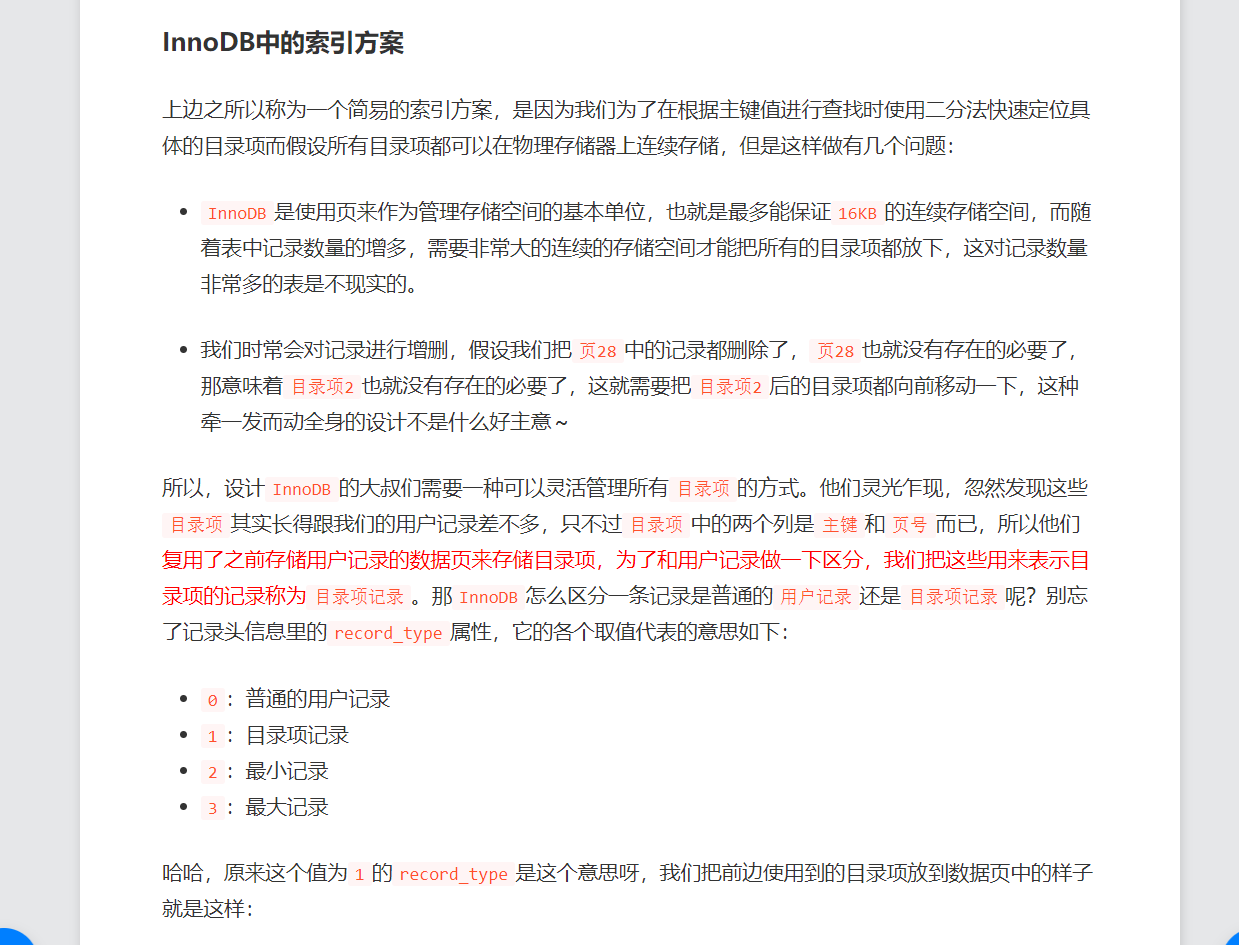 InnoDB中的索引方案
上边之所以称为一个简易的索引方案，是因为我们为了在根据主键值进行查找时使用二分法快速定位具
体的目录项而假设所有目录项都可以在物理存储器上连续存储，但是这样做有几个问题：
• InnoDB 是使用页来作为管理存储空间的基本单位，也就是最多能保证 16KB 的连续存储空间，而随
着表中记录数量的增多，需要非常大的连续的存储空间才能把所有的目录项都放下，这对记录数量
非常多的表是不现实的。
• 我们时常会对记录进行增删，假设我们把 页28 中的记录都删除了， 页28 也就没有存在的必要了，
那意味着 目录项2 也就没有存在的必要了，这就需要把 目录项2 后的目录项都向前移动一下，这种
牵一发而动全身的设计不是什么好主意～
所以，设计 InnoDB 的大叔们需要一种可以灵活管理所有 目录项 的方式。他们灵光乍现，忽然发现这些
目录项 其实长得跟我们的用户记录差不多，只不过 目录项 中的两个列是 主键 和 页号 而已，所以他们
复用了之前存储用户记录的数据页来存储目录项，为了和用户记录做一下区分，我们把这些用来表示目
录项的记录称为 目录项记录 。那 InnoDB 怎么区分一条记录是普通的 用户记录 还是 目录项记录 呢？别忘
了记录头信息里的 record_type 属性，它的各个取值代表的意思如下：
• 0 ：普通的用户记录
• 1 ：目录项记录
• 2 ：最小记录
• 3 ：最大记录
哈哈，原来这个值为 1 的 record_type 是这个意思呀，我们把前边使用到的目录项放到数据页中的样子
就是这样：